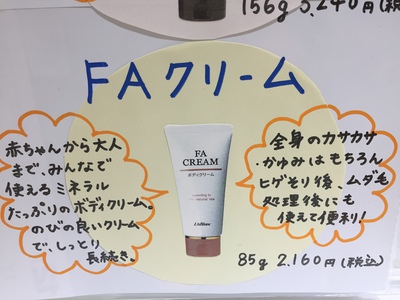 156g 5,240円(税
FAクリーム
赤ちゃんから大人
まで、みんなで
使えるミネラル
たっぷりのボディクリーム。
のびの良いクリーム
で、しっとり
長続き。
FA
CREAM
ボディクリーム
全身のカサカサ
・かゆみはもちろん
ヒゲそり後、ムダ毛
処理後にも
使えて便利!
85g 2,160円(税込)